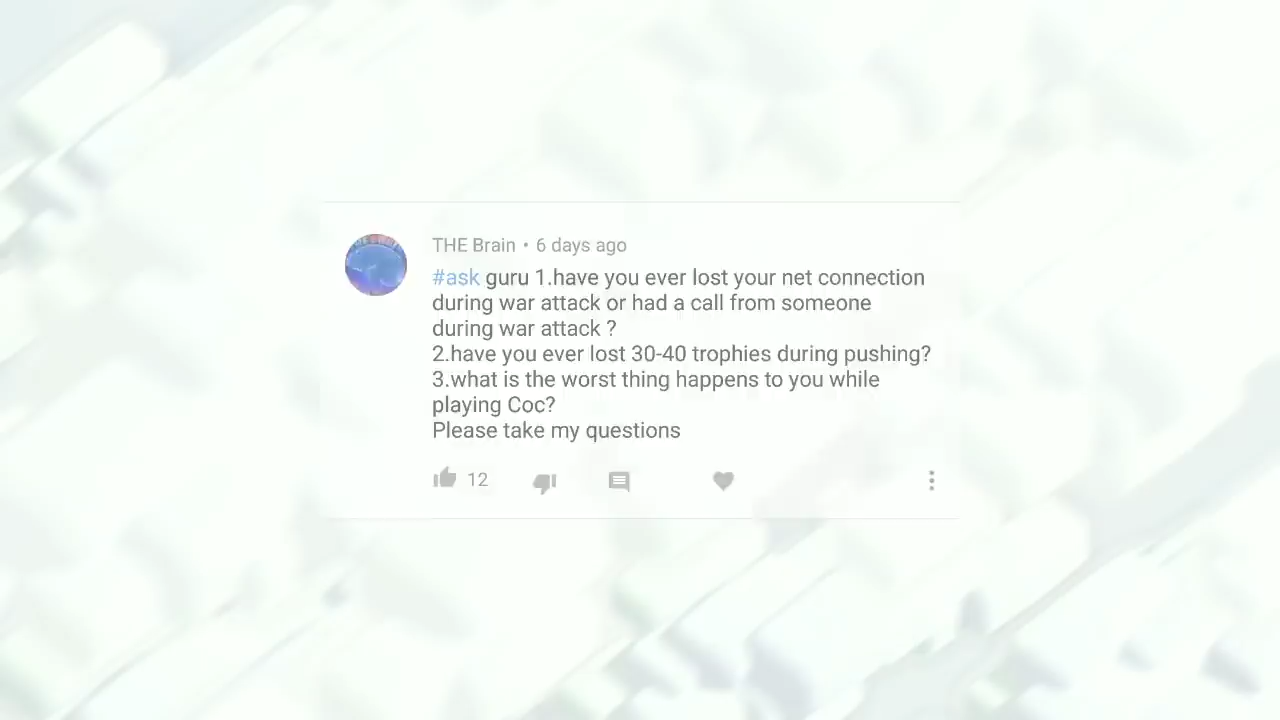 THE Brain • 6 days ago
#ask guru 1.have you ever lost your net connection
during war attack or had a call from someone
during war attack ?
2.have you ever lost 30-40 trophies during pushing?
3.what is the worst thing happens to you while
playing Coc?
Please take my questions
12